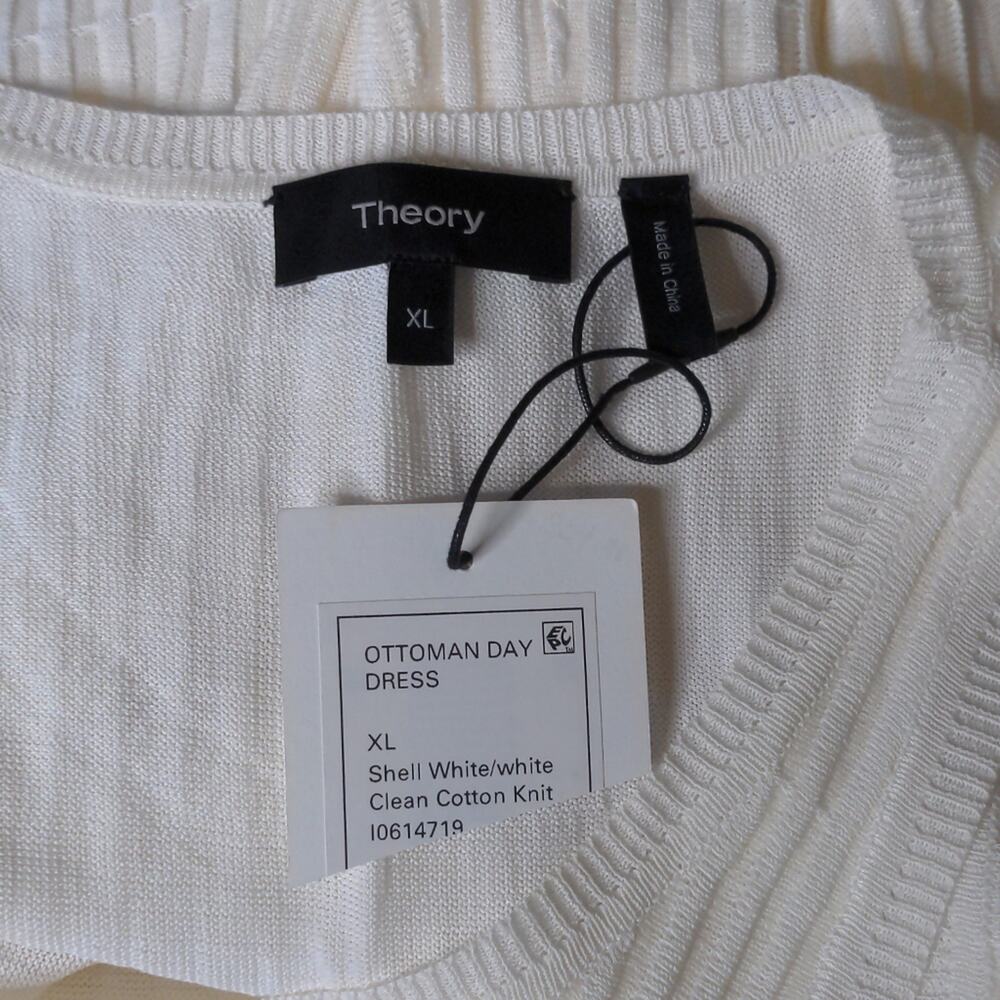 Theory
XL
Made in China
OTTOMAN DAY
DRESS
XL
Shell White/white
Clean Cotton Knit
I0614719